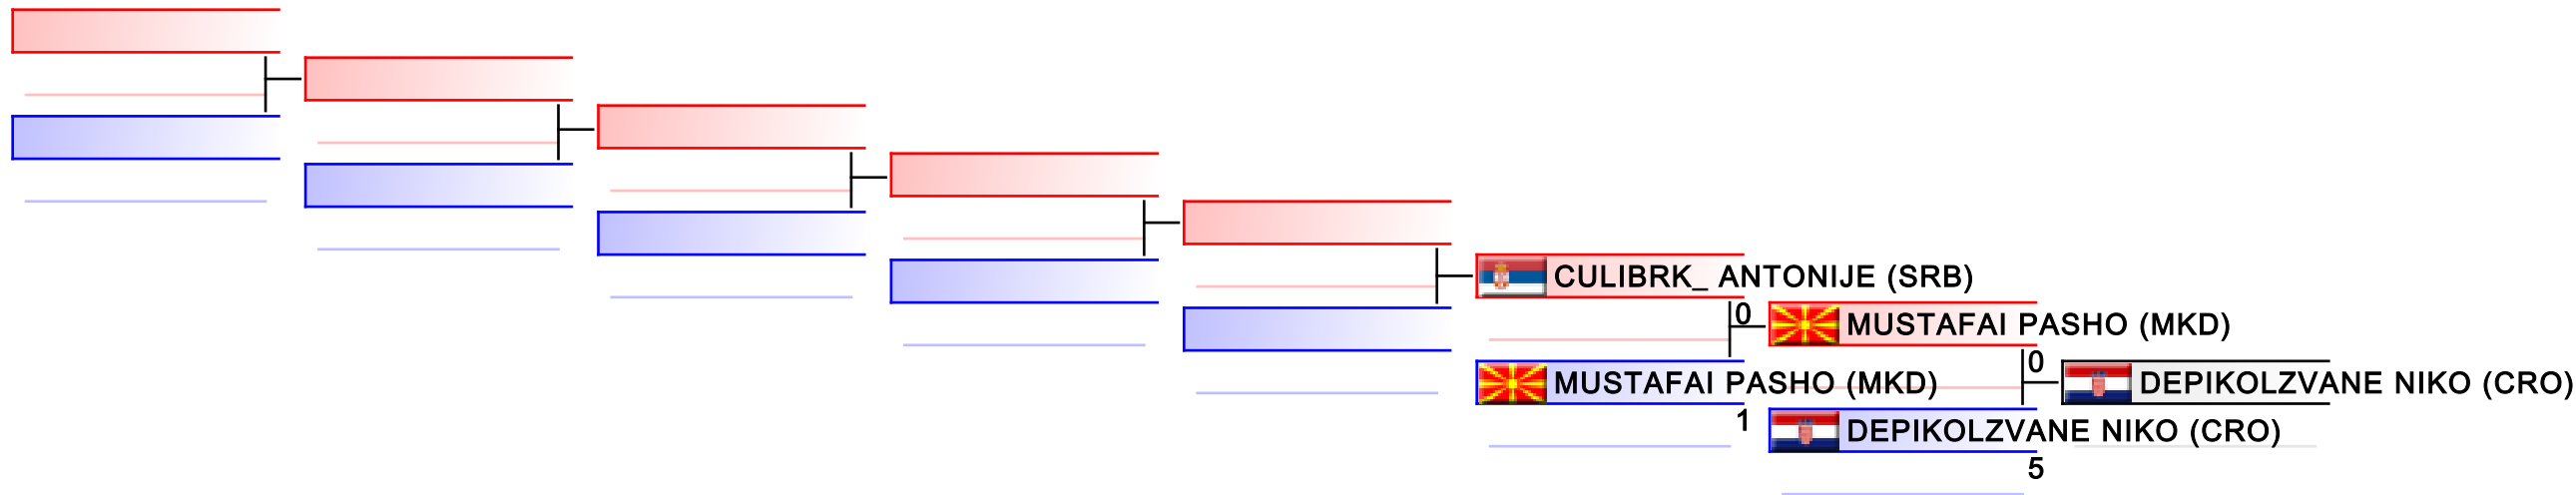 CULIBRK_ ANTONIJE (SRB)
0
MUSTAFAI PASHO (MKD)
1
MUSTAFAI PASHO (MKD)
0
DEPIKOLZVANE NIKO (CRO)
5
DEPIKOLZVANE NIKO (CRO)